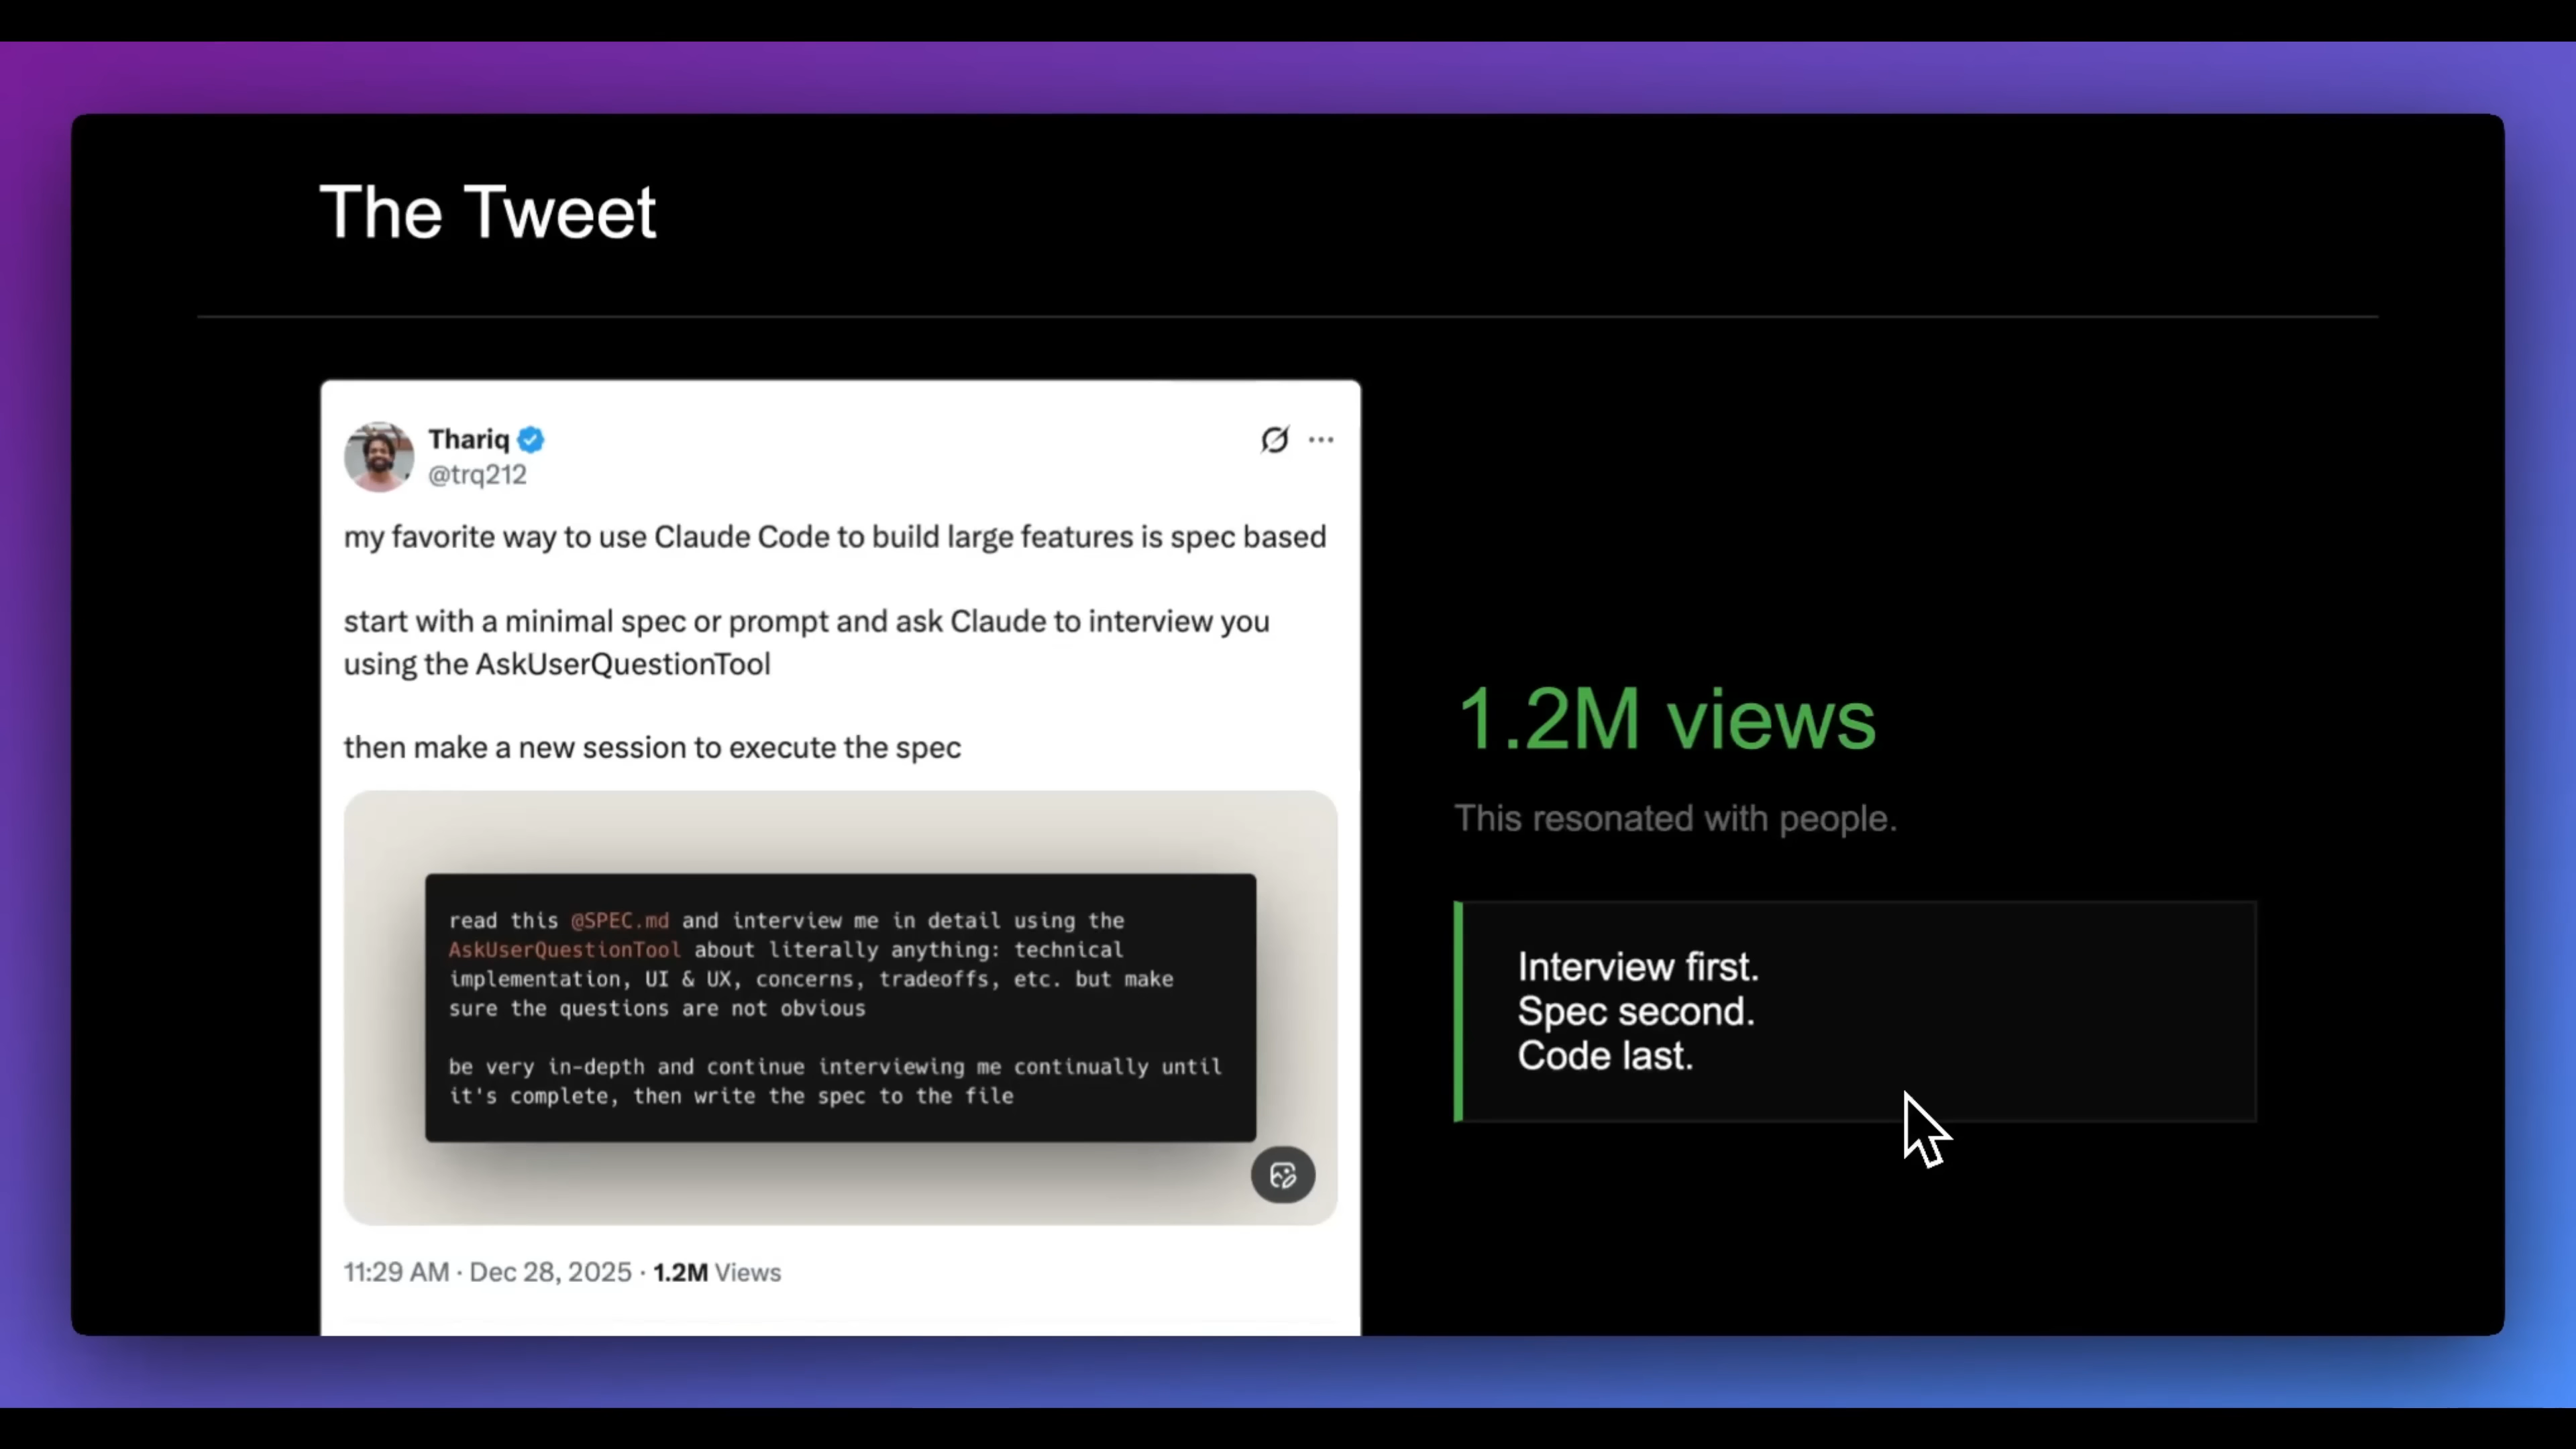 The Tweet
Thariq
@trq212
my favorite way to use Claude Code to build large features is spec based
start with a minimal spec or prompt and ask Claude to interview you
using the AskUserQuestionTool
then make a new session to execute the spec
read this @SPEC.md and interview me in detail using the
AskUserQuestionTool about literally anything: technical
implementation, UI & UX, concerns, tradeoffs, etc. but make
sure the questions are not obvious
be very in-depth and continue interviewing me continually until
it's complete, then write the spec to the file
11:29 AM · Dec 28, 2025 · 1.2M Views
1.2M views
This resonated with people.
Interview first.
Spec second.
Code last.